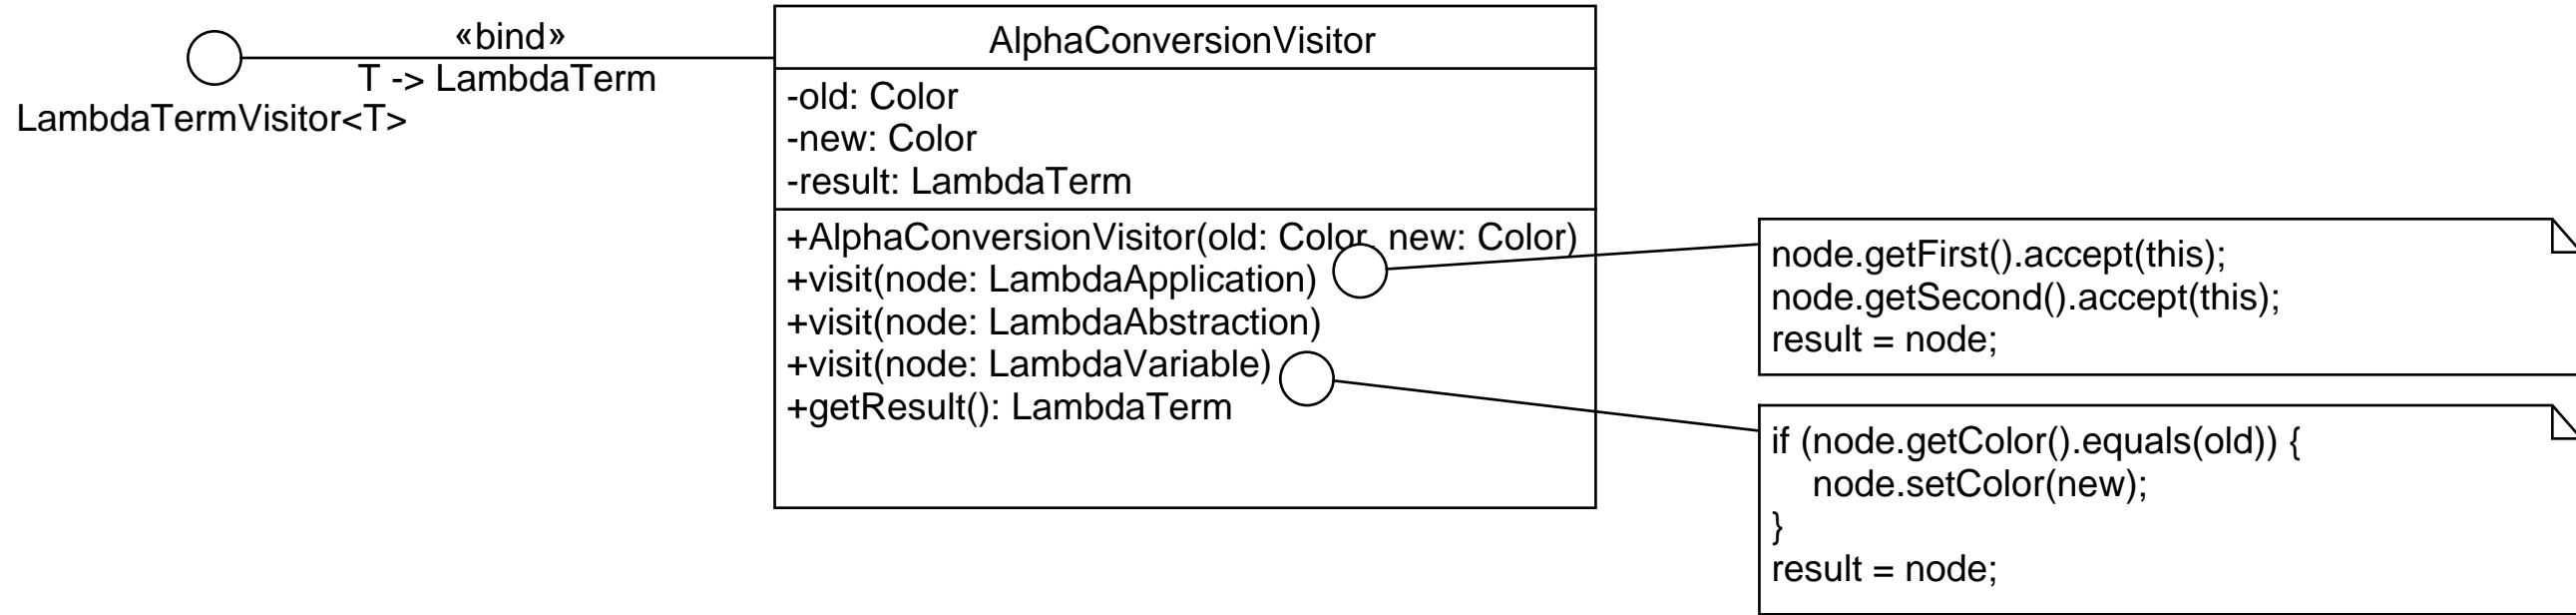 «bind»
T -> LambdaTerm
LambdaTermVisitor<T>
AlphaConversionVisitor
-old: Color
-new: Color
-result: LambdaTerm
+AlphaConversionVisitor(old: Color, new: Color)
+visit(node: LambdaApplication)
+visit(node: LambdaAbstraction)
+visit(node: LambdaVariable)
+getResult(): LambdaTerm
node.getFirst().accept(this);
node.getSecond().accept(this);
result = node;
if (node.getColor().equals(old)) {
    node.setColor(new);
}
result = node;